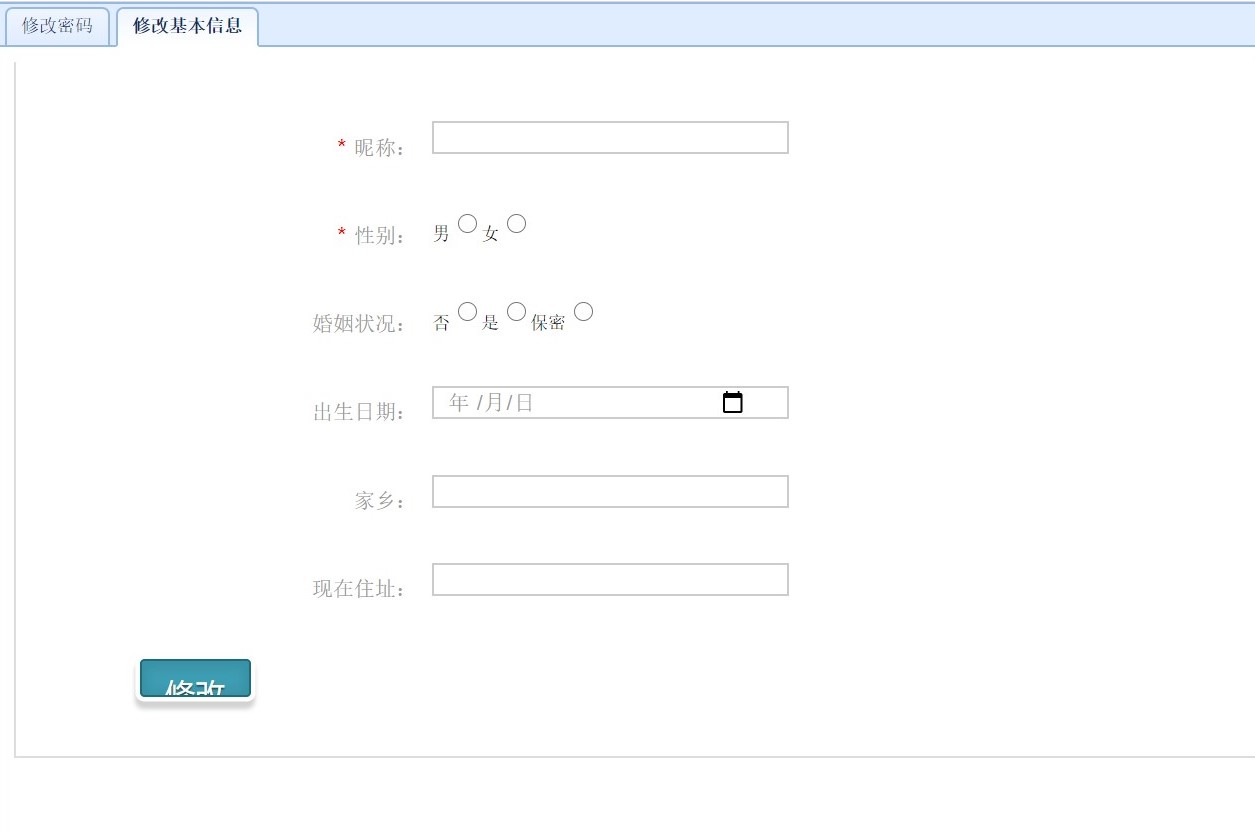 修改密码 修改基本信息
* 昵称：
* 性别： 男 女
婚姻状况： 否 是 保密
出生日期： 年 /月/日
家乡：
现在住址：
修改